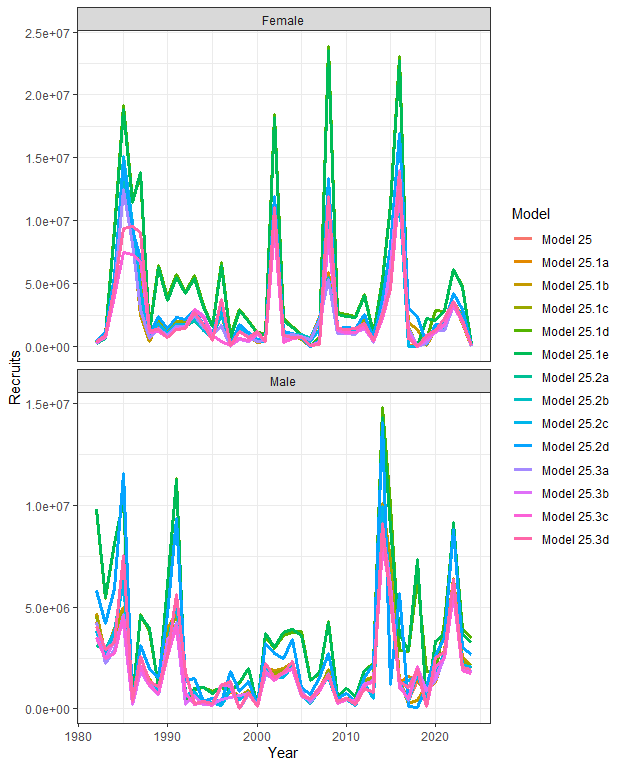 Female
2.5e+07
2.0e+07
1.5e+07
1.0e+07
5.0e+06
0.0e+00
Male
1.5e+07
1.0e+07
5.0e+06
0.0e+00
1980
1990
2000
2010
2020
Year
Recruits
Model
Model 25
Model 25.1a
Model 25.1b
Model 25.1c
Model 25.1d
Model 25.1e
Model 25.2a
Model 25.2b
Model 25.2c
Model 25.2d
Model 25.3a
Model 25.3b
Model 25.3c
Model 25.3d